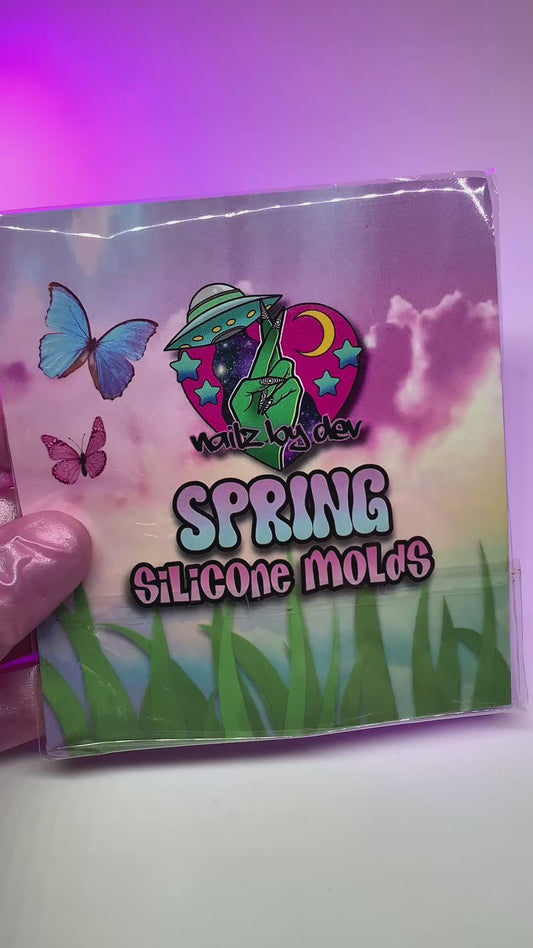 nailz by dev
SPRING
SiLiCONe MOLdS